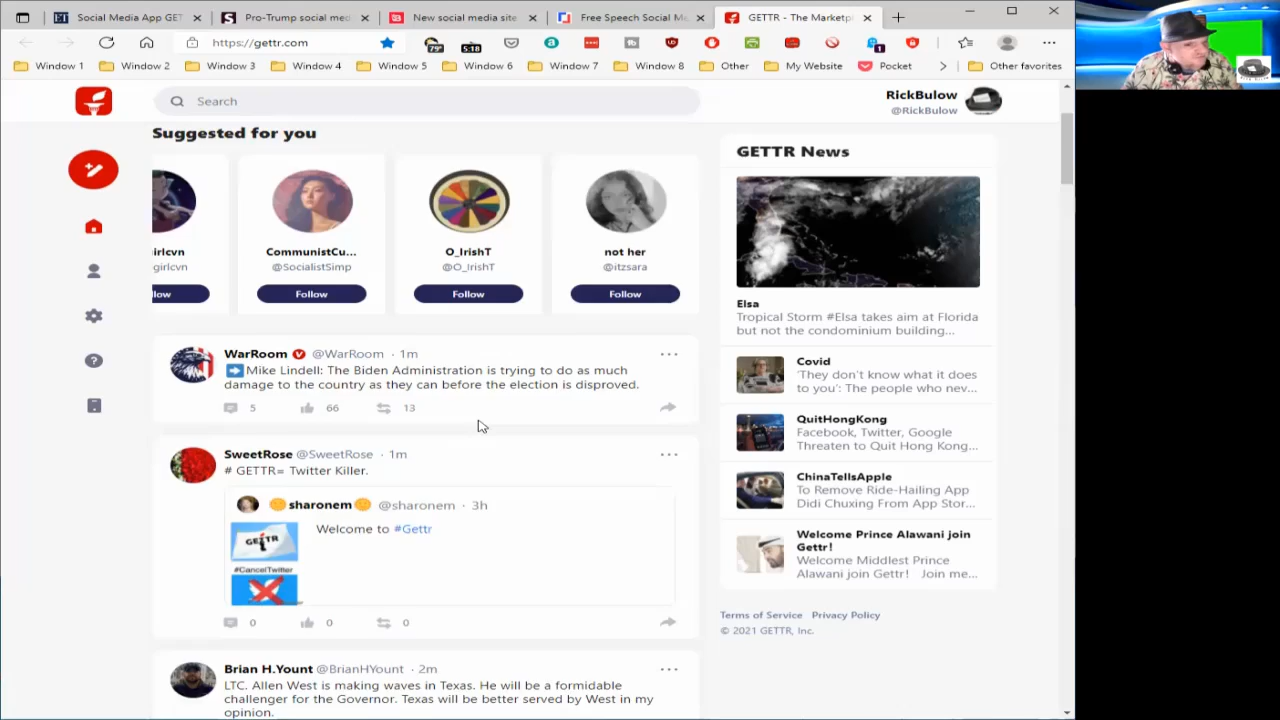 Social Media App GET
Pro-Trump social med
New social media site
Free Speech Social Me
GETTR - The Marketpl
https://gettr.com
79°
5:18
1
Window 1
Window 2
Window 3
Window 4
Window 5
Window 6
Window 7
Window 8
Other
My Website
Pocket
Other favorites
Search
RickBulow
@RickBulow
Suggested for you
girlcvn
girlcvn
llow
CommunistCu...
@SocialistSimp
Follow
O_IrishT
@O_IrishT
Follow
not her
@itzsara
Follow
WarRoom V @WarRoom · 1m
➡Mike Lindell: The Biden Administration is trying to do as much
damage to the country as they can before the election is disproved.
5 66 13
SweetRose @SweetRose · 1m
# GETTR= Twitter Killer.
sharonem @sharonem · 3h
Welcome to #Gettr
GETTR
#CancelTwitter
0 0 0
Brian H.Yount @BrianHYount · 2m
LTC. Allen West is making waves in Texas. He will be a formidable
challenger for the Governor. Texas will be better served by West in my
opinion.
GETTR News
Elsa
Tropical Storm #Elsa takes aim at Florida
but not the condominium building...
Covid
'They don't know what it does
to you': The people who nev...
QuitHongKong
Facebook, Twitter, Google
Threaten to Quit Hong Kong...
ChinaTellsApple
To Remove Ride-Hailing App
Didi Chuxing From App Stor...
Welcome Prince Alawani join
Gettr!
Welcome Middlest Prince
Alawani join Gettr! Join me...
Terms of Service Privacy Policy
© 2021 GETTR, Inc.